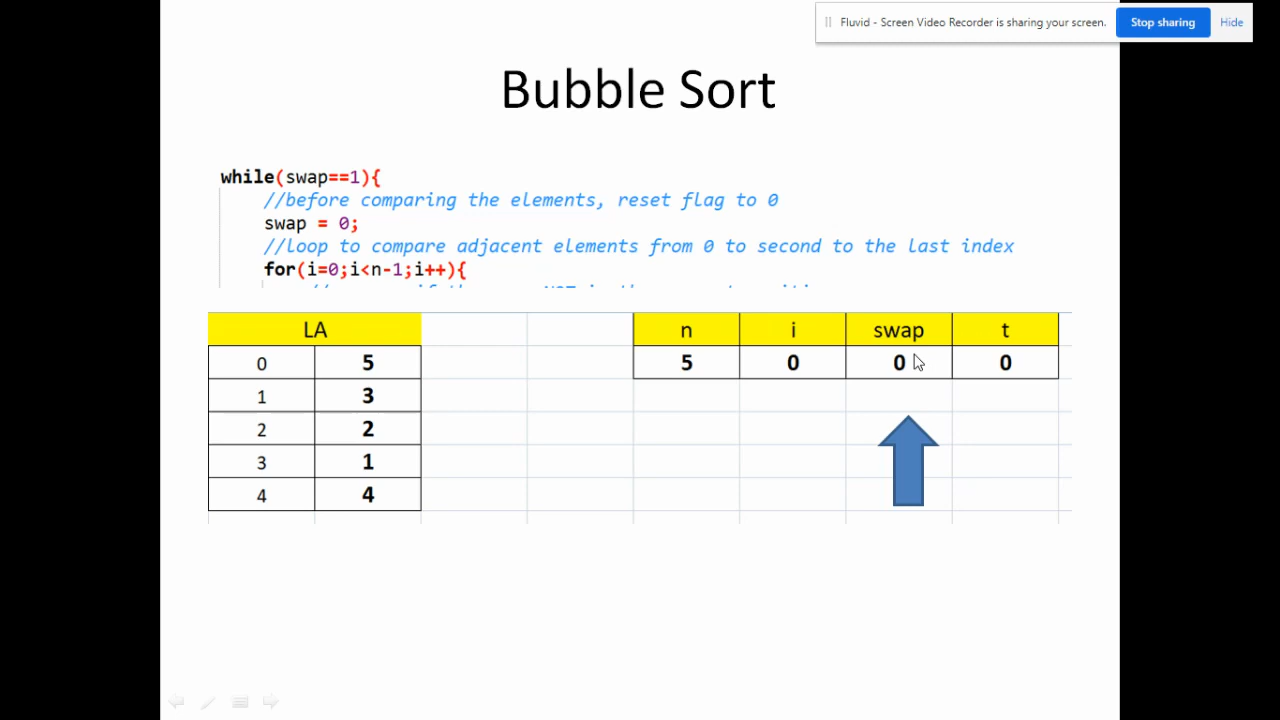 Fluvid - Screen Video Recorder is sharing your screen. Stop sharing Hide
Bubble Sort
while(swap==1){
//before comparing the elements, reset flag to 0
swap = 0;
//loop to compare adjacent elements from 0 to second to the last index
for(i=0;i<n-1;i++){
LA n i swap t
0 5 5 0 0 0
1 3
2 2
3 1
4 4